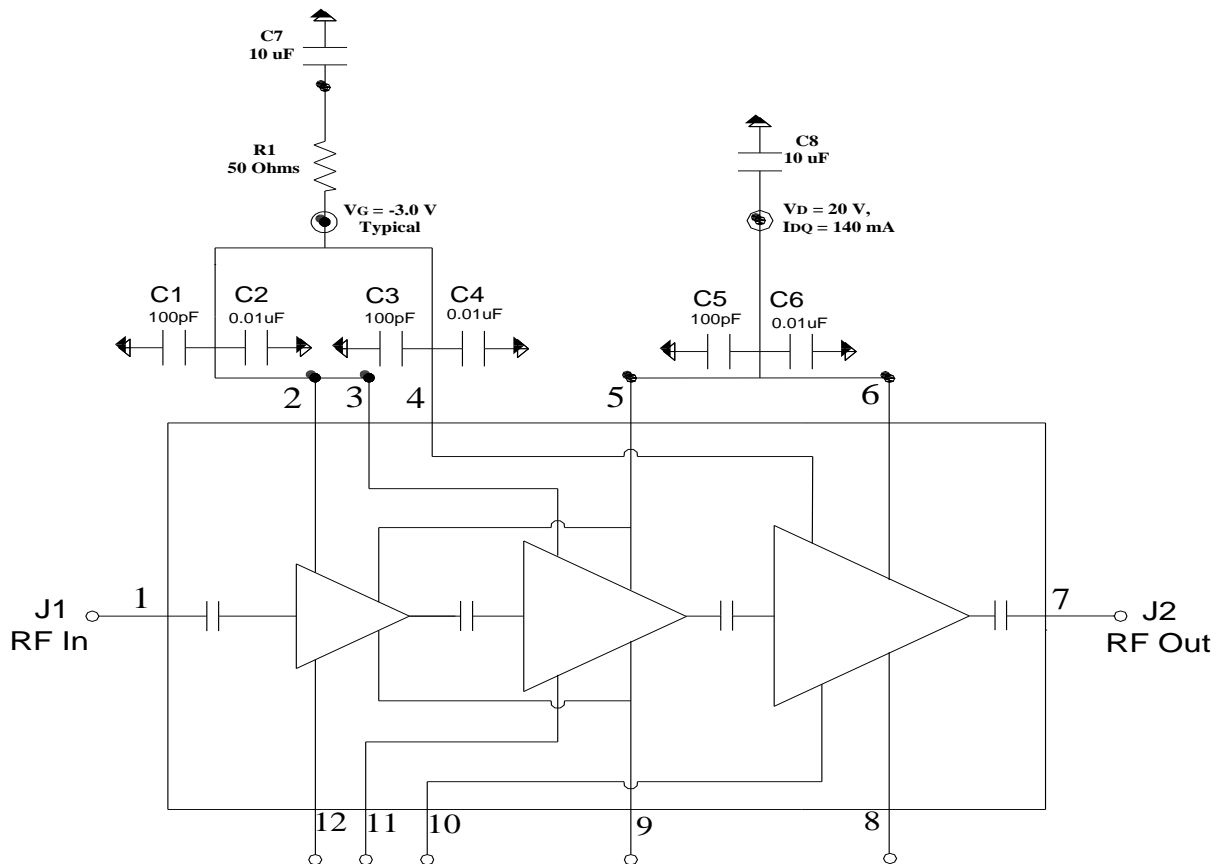 C7
10 uF
R1
50 Ohms
VG = -3.0 V
Typical
C8
10 uF
VD = 20 V,
IDQ = 140 mA
C1
100pF
C2
0.01uF
C3
100pF
C4
0.01uF
C5
100pF
C6
0.01uF
2
3
4
5
6
1
J1
RF In
7
J2
RF Out
12
11
10
9
8